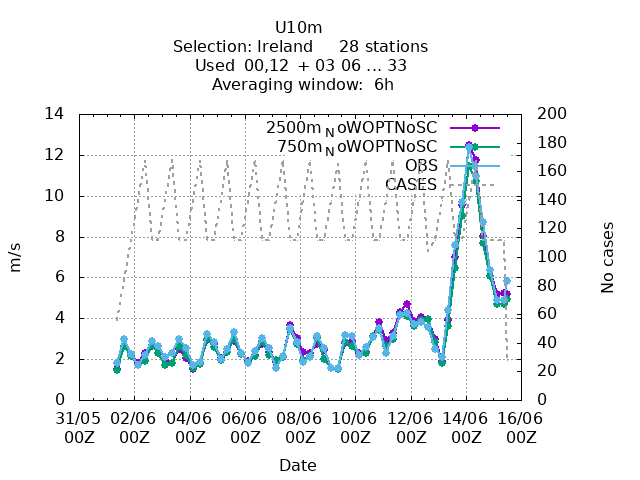 U10m
Selection: Ireland 28 stations
Used 00,12 + 03 06 ... 33
Averaging window: 6h
14
12
10
8
6
4
2
0
m/s
200
180
160
140
120
100
80
60
40
20
0
No cases
2500mNoWOPTNoSC
750mNoWOPTNoSC
OBS
CASES
31/05 02/06 04/06 06/06 08/06 10/06 12/06 14/06 16/06
00Z 00Z 00Z 00Z 00Z 00Z 00Z 00Z 00Z
Date